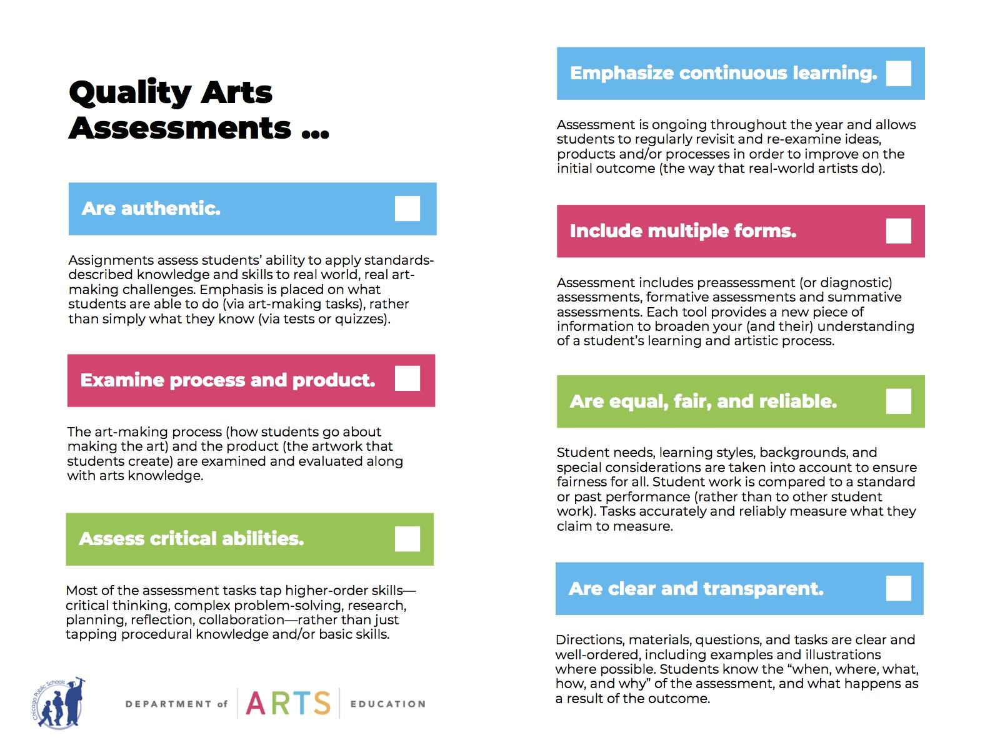 Quality Arts
Assessments ...
Are authentic.
Assignments assess students’ ability to apply standards-
described knowledge and skills to real world, real art-
making challenges. Emphasis is placed on what
students are able to do (via art-making tasks), rather
than simply what they know (via tests or quizzes).
Examine process and product.
The art-making process (how students go about
making the art) and the product (the artwork that
students create) are examined and evaluated along
with arts knowledge.
Assess critical abilities.
Most of the assessment tasks tap higher-order skills—
critical thinking, complex problem-solving, research,
planning, reflection, collaboration—rather than just
tapping procedural knowledge and/or basic skills.
Chicago Public Schools
DEPARTMENT of ARTS EDUCATION
Emphasize continuous learning.
Assessment is ongoing throughout the year and allows
students to regularly revisit and re-examine ideas,
products and/or processes in order to improve on the
initial outcome (the way that real-world artists do).
Include multiple forms.
Assessment includes preassessment (or diagnostic)
assessments, formative assessments and summative
assessments. Each tool provides a new piece of
information to broaden your (and their) understanding
of a student’s learning and artistic process.
Are equal, fair, and reliable.
Student needs, learning styles, backgrounds, and
special considerations are taken into account to ensure
fairness for all. Student work is compared to a standard
or past performance (rather than to other student
work). Tasks accurately and reliably measure what they
claim to measure.
Are clear and transparent.
Directions, materials, questions, and tasks are clear and
well-ordered, including examples and illustrations
where possible. Students know the “when, where, what,
how, and why” of the assessment, and what happens as
a result of the outcome.